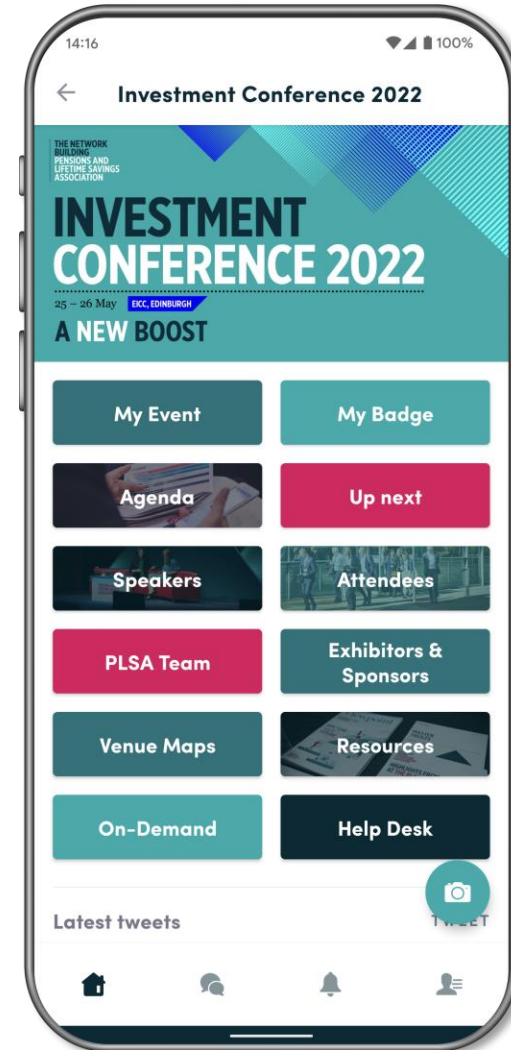 14:16
100%
Investment Conference 2022
THE NETWORK
BUILDING
PENSIONS AND
LIFETIME SAVINGS
ASSOCIATION
INVESTMENT
CONFERENCE 2022
25 – 26 May EICC, EDINBURGH
A NEW BOOST
My Event
My Badge
Agenda
Up next
Speakers
Attendees
PLSA Team
Exhibitors &
Sponsors
Venue Maps
Resources
On-Demand
Help Desk
Latest tweets
TWEET